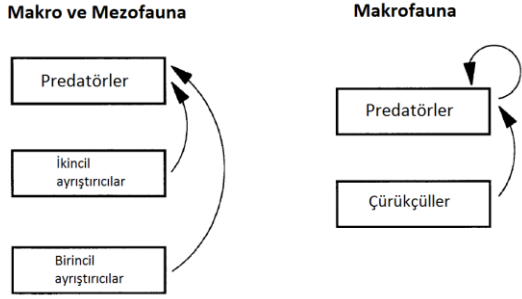 Makro ve Mezofauna
Predatörler
İkincil
ayrıştırıcılar
Birincil
ayrıştırıcılar
Makrofauna
Predatörler
Çürükçüller